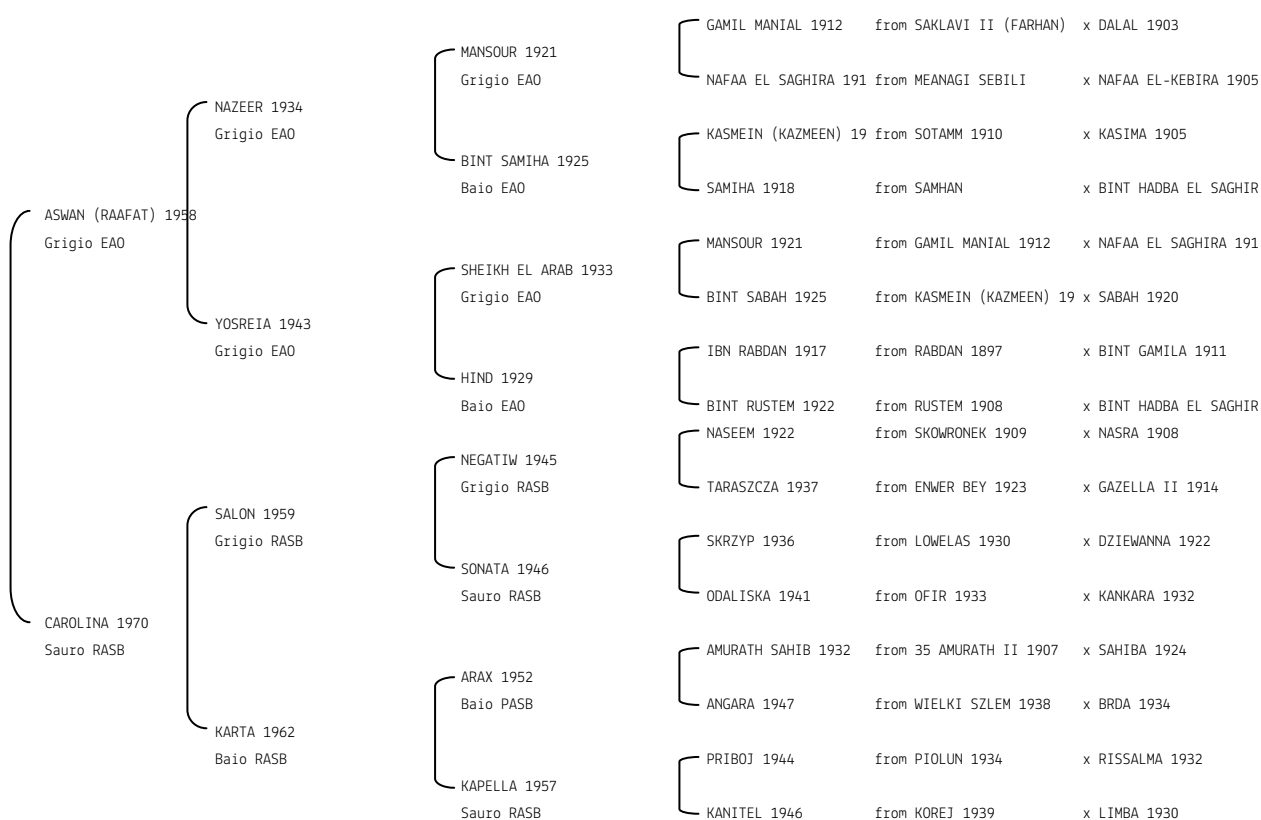 GAMIL MANIAL 1912 from SAKLAVI II (FARHAN) x DALAL 1903
MANSOUR 1921
Grigio EAO NAFAA EL SAGHIRA 191 from MEANAGI SEBILI x NAFAA EL-KEBIRA 1905
NAZEER 1934
Grigio EAO KASMEIN (KAZMEEN) 19 from SOTAMM 1910 x KASIMA 1905
BINT SAMIHA 1925
Baio EAO SAMIHA 1918 from SAMHAN x BINT HADBA EL SAGHIR
ASWAN (RAAFAT) 1958
Grigio EAO MANSOUR 1921 from GAMIL MANIAL 1912 x NAFAA EL SAGHIRA 191
SHEIKH EL ARAB 1933
Grigio EAO BINT SABAH 1925 from KASMEIN (KAZMEEN) 19 x SABAH 1920
YOSREIA 1943
Grigio EAO IBN RABDAN 1917 from RABDAN 1897 x BINT GAMILA 1911
HIND 1929
Baio EAO BINT RUSTEM 1922 from RUSTEM 1908 x BINT HADBA EL SAGHIR
NASEEM 1922 from SKOWRONEK 1909 x NASRA 1908
NEGATIW 1945
Grigio RASB TARASZCZA 1937 from ENWER BEY 1923 x GAZELLA II 1914
SALON 1959
Grigio RASB SKRZYP 1936 from LOWELAS 1930 x DZIEWANNA 1922
SONATA 1946
Sauro RASB ODALISKA 1941 from OFIR 1933 x KANKARA 1932
CAROLINA 1970
Sauro RASB AMURATH SAHIB 1932 from 35 AMURATH II 1907 x SAHIBA 1924
ARAX 1952
Baio PASB ANGARA 1947 from WIELKI SZLEM 1938 x BRDA 1934
KARTA 1962
Baio RASB PRIBOJ 1944 from PIOLUN 1934 x RISSALMA 1932
KAPELLA 1957
Sauro RASB KANITEL 1946 from KOREJ 1939 x LIMBA 1930